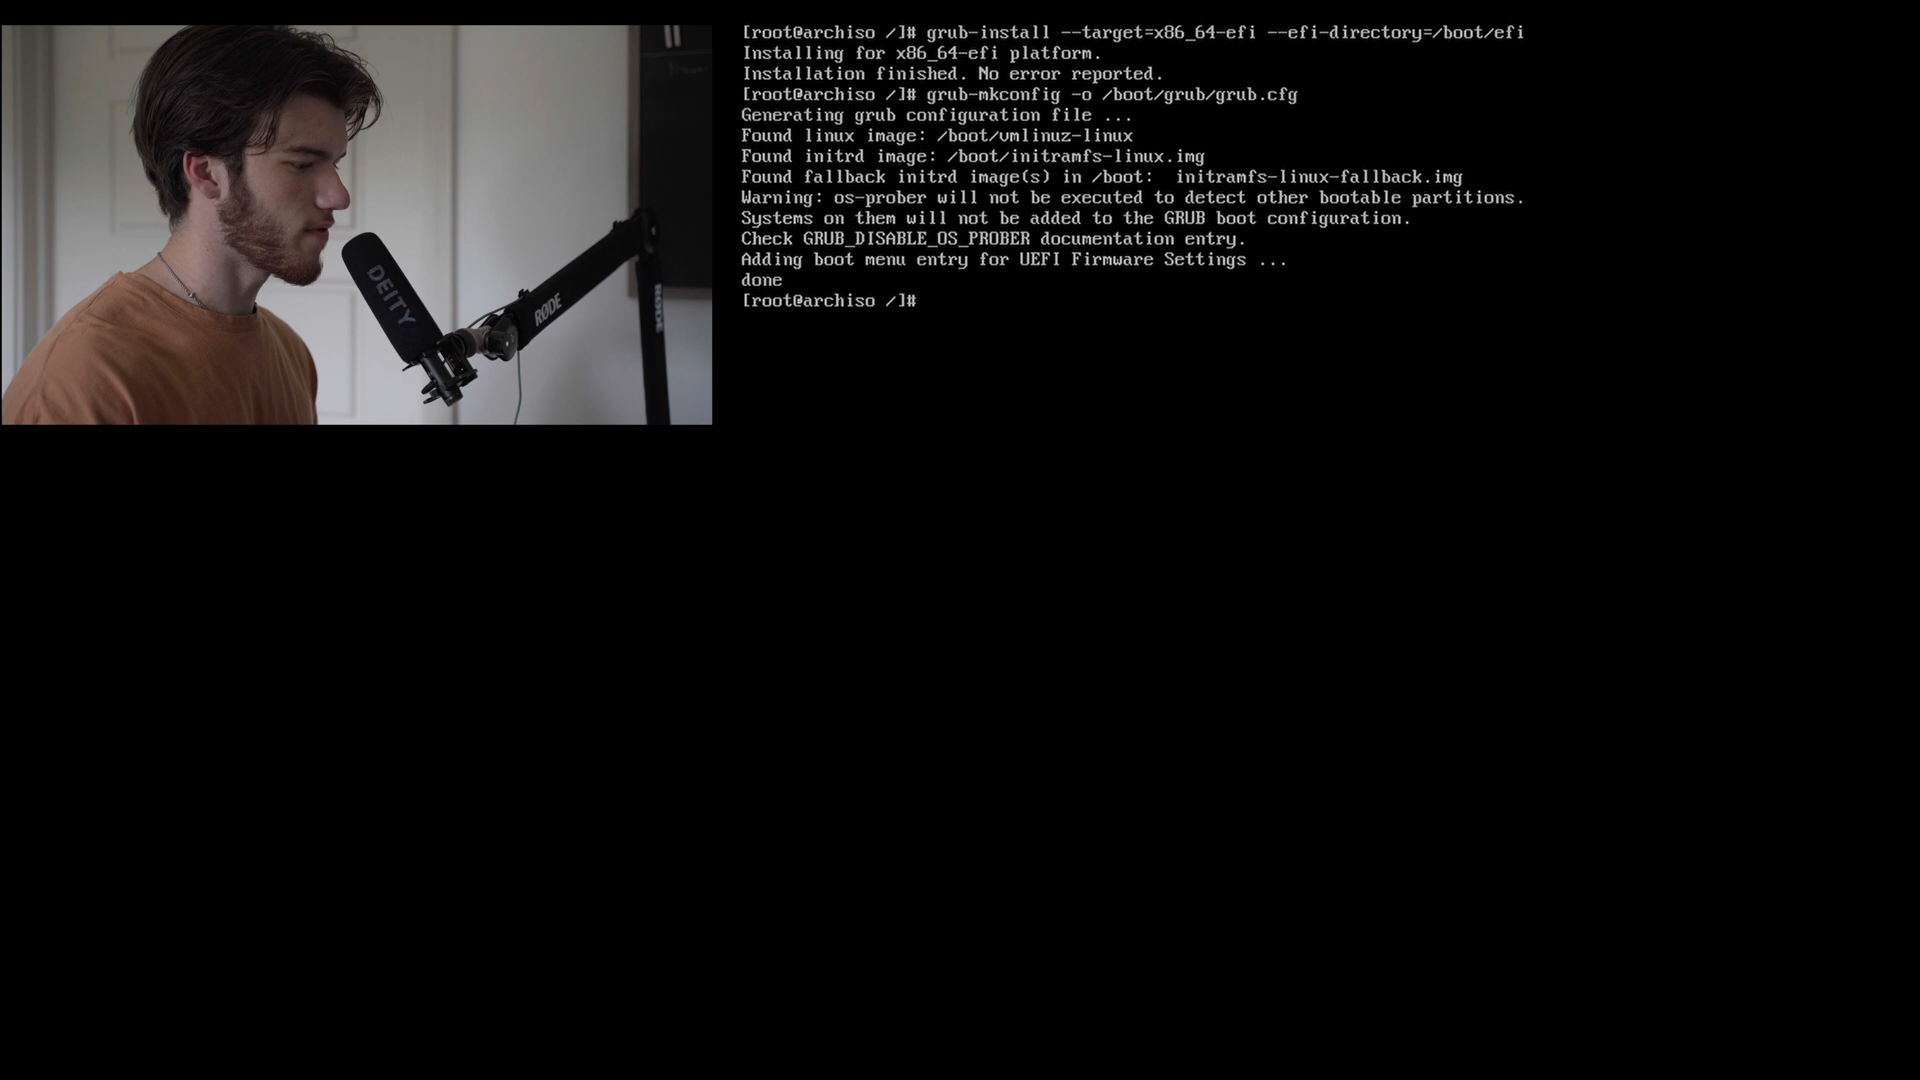 DEITY
RØDE
RØDE
[root@archiso /]# grub-install --target=x86_64-efi --efi-directory=/boot/efi
Installing for x86_64-efi platform.
Installation finished. No error reported.
[root@archiso /]# grub-mkconfig -o /boot/grub/grub.cfg
Generating grub configuration file ...
Found linux image: /boot/vmlinuz-linux
Found initrd image: /boot/initramfs-linux.img
Found fallback initrd image(s) in /boot:  initramfs-linux-fallback.img
Warning: os-prober will not be executed to detect other bootable partitions.
Systems on them will not be added to the GRUB boot configuration.
Check GRUB_DISABLE_OS_PROBER documentation entry.
Adding boot menu entry for UEFI Firmware Settings ...
done
[root@archiso /]#